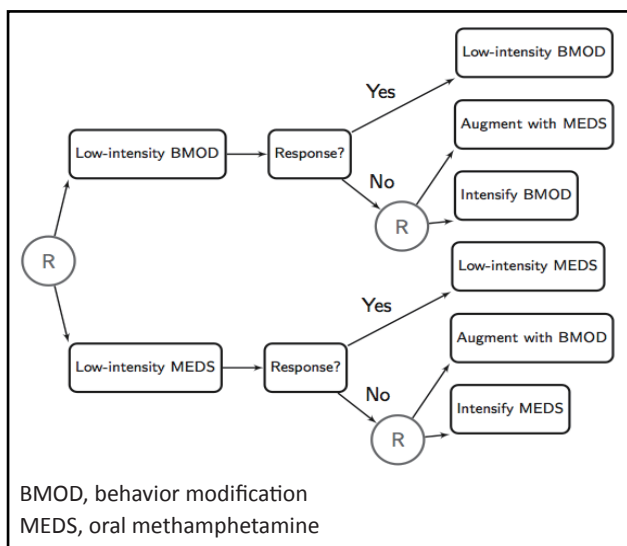 Low-intensity BMOD
Yes
Augment with MEDS
Low-intensity BMOD
Response?
No
Intensify BMOD
R
R
Low-intensity MEDS
Yes
Augment with BMOD
Low-intensity MEDS
Response?
No
Intensify MEDS
R
BMOD, behavior modification
MEDS, oral methamphetamine